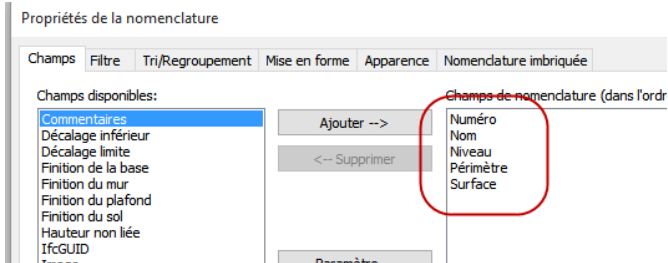 Propriétés de la nomenclature
Champs Filtre Tri/Regroupement Mise en forme Apparence Nomenclature imbriquée
Champs disponibles:
Commentaires
Décalage inférieur
Décalage limite
Finition de la base
Finition du mur
Finition du plafond
Finition du sol
Hauteur non liée
IfcGUID
Ajouter -->
<-- Supprimer
Champs de nomenclature (dans l'ordr
Numéro
Nom
Niveau
Périmètre
Surface